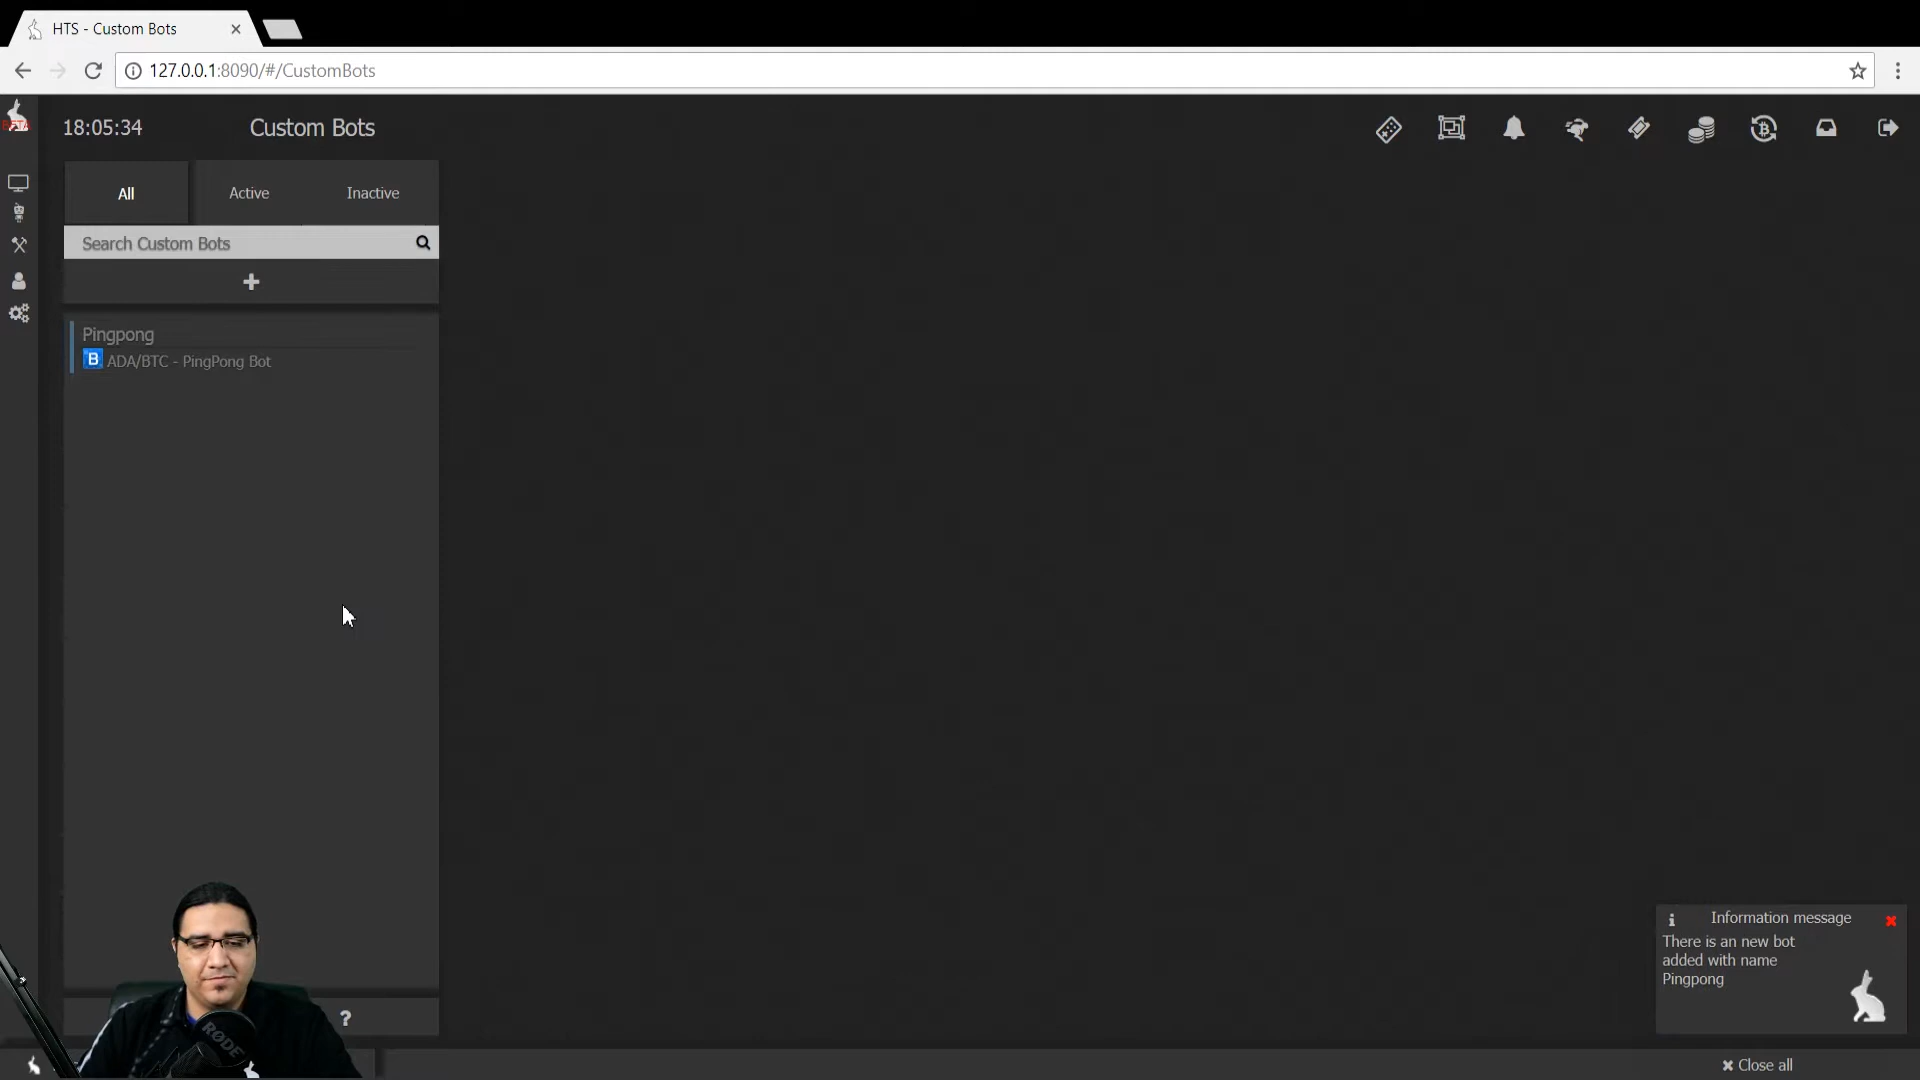 HTS - Custom Bots
127.0.0.1:8090/#/CustomBots
BETA
18:05:34
Custom Bots
All
Active
Inactive
Search Custom Bots
Pingpong
B ADA/BTC - PingPong Bot
Information message
There is an new bot
added with name
Pingpong
?
RØDE
Close all